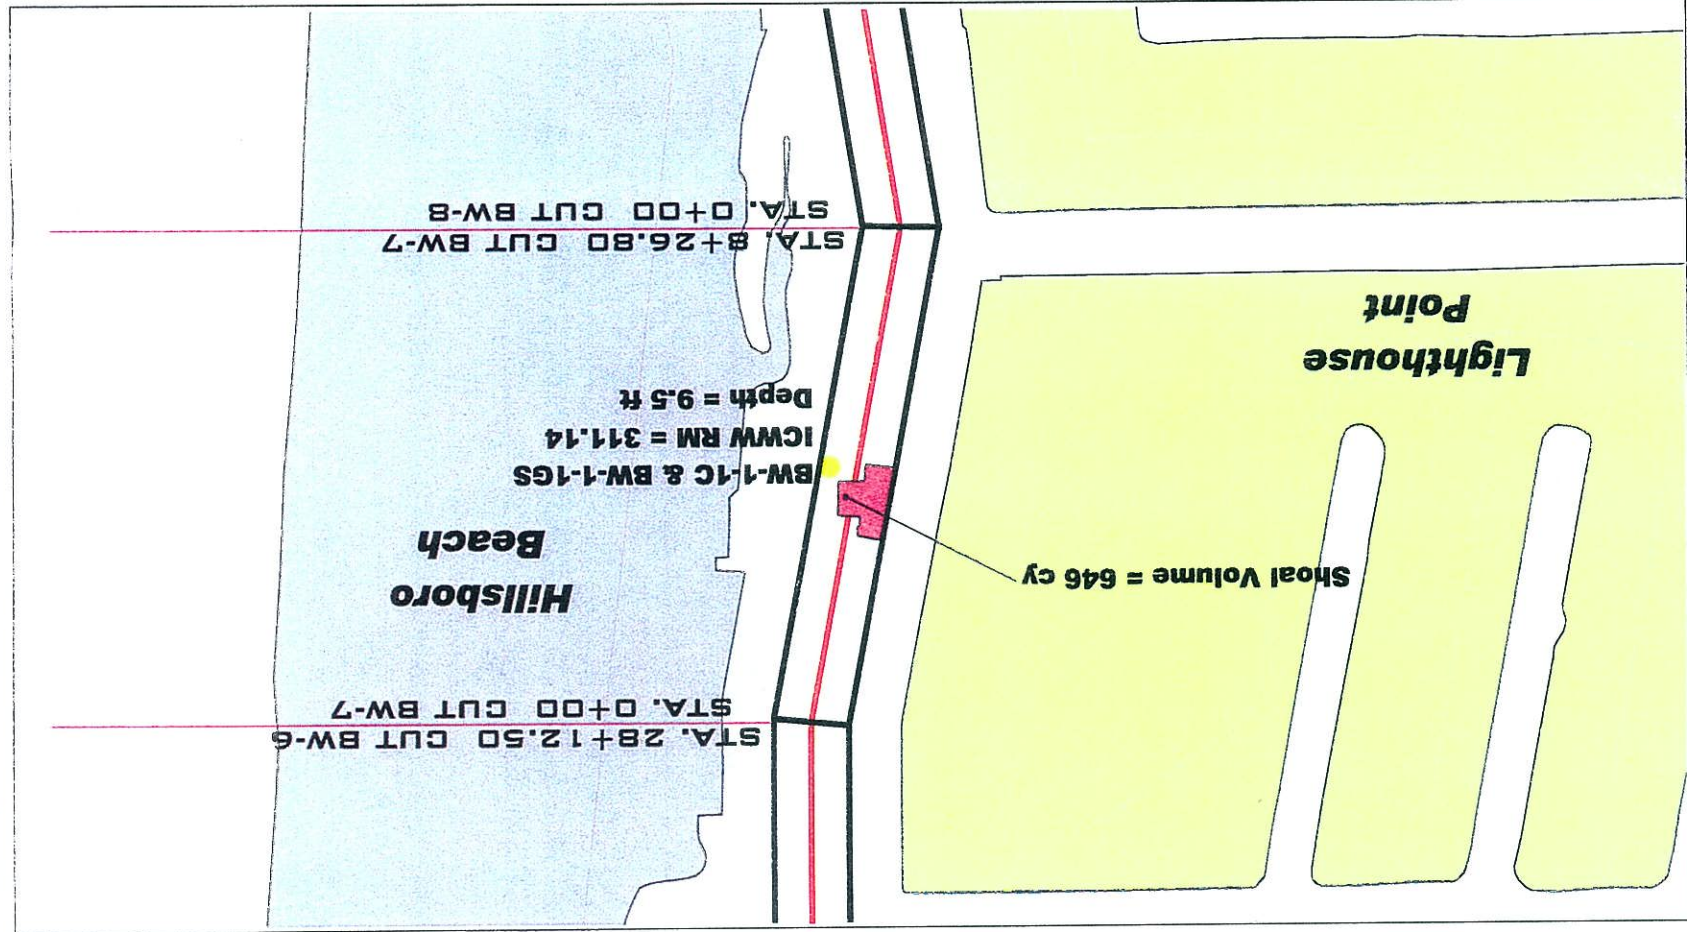 STA. 28+12.50 CUT BW-6
STA. 0+00 CUT BW-7
Hillsboro
Beach
Shoal Volume = 646 cy
BW-1-1C & BW-1-1GS
ICWW RM = 311.14
Depth = 9.5 ft
Lighthouse
Point
STA. 8+26.80 CUT BW-7
STA. 0+00 CUT BW-8